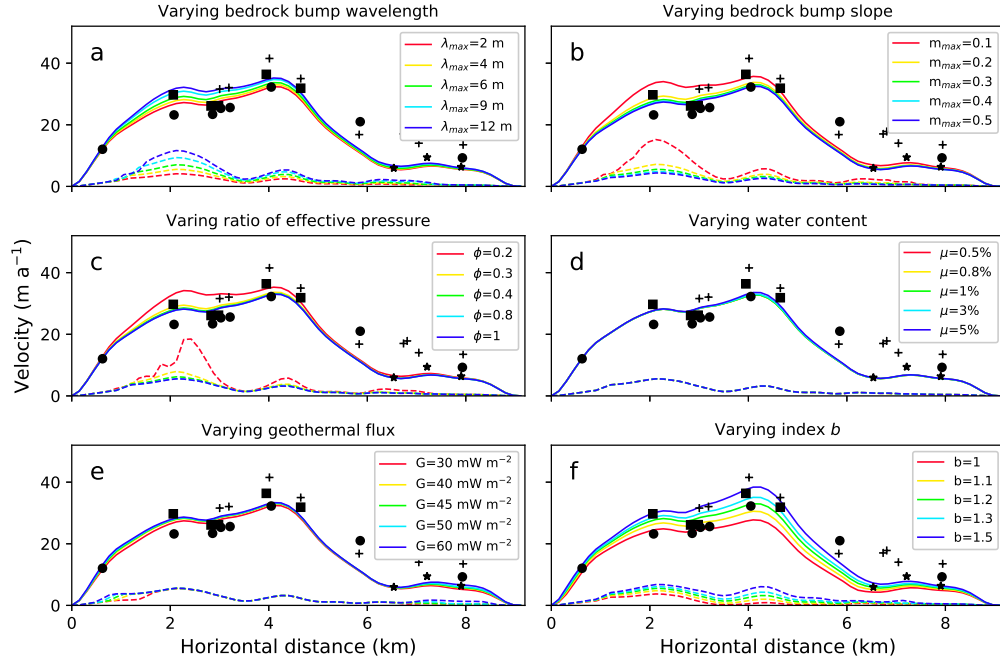 Varying bedrock bump wavelength
Varying bedrock bump slope
a
λmax=2 m
λmax=4 m
λmax=6 m
λmax=9 m
λmax=12 m
b
mmax=0.1
mmax=0.2
mmax=0.3
mmax=0.4
mmax=0.5
40
20
0
Varing ratio of effective pressure
Varying water content
c
ϕ=0.2
ϕ=0.3
ϕ=0.4
ϕ=0.8
ϕ=1
d
μ=0.5%
μ=0.8%
μ=1%
μ=3%
μ=5%
40
20
0
Velocity (m a⁻¹)
Varying geothermal flux
Varying index b
e
G=30 mW m⁻²
G=40 mW m⁻²
G=45 mW m⁻²
G=50 mW m⁻²
G=60 mW m⁻²
f
b=1
b=1.1
b=1.2
b=1.3
b=1.5
40
20
0
0 2 4 6 8
0 2 4 6 8
Horizontal distance (km)
Horizontal distance (km)